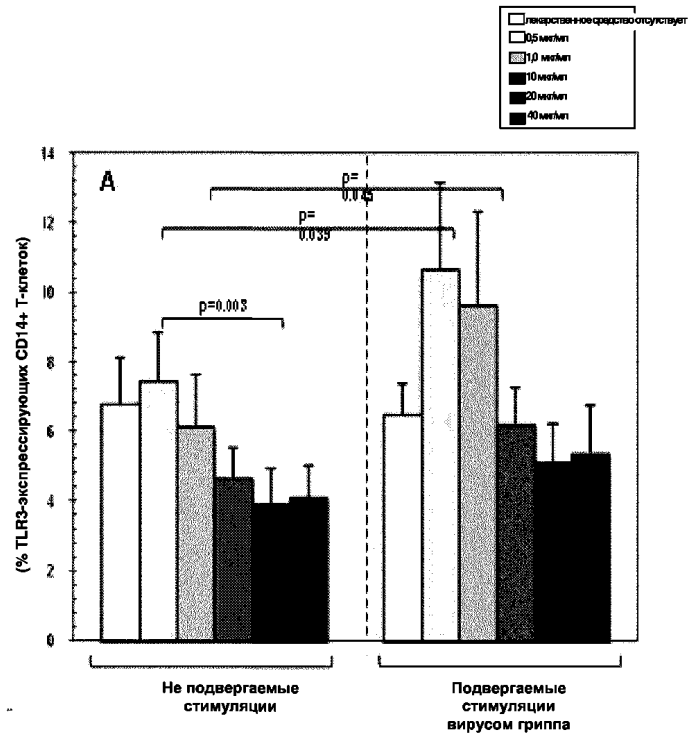 лекарственное средство отсутствует
0,5 мкг/мл
1,0 мкг/мл
10 мкг/мл
20 мкг/мл
40 мкг/мл
14
A
p=
p=
0.039
12
10
p=0.003
8
6
4
2
0
(% TLR3-экспрессирующих CD14+ Т-клеток)
Не подвергаемые
стимуляции
Подвергаемые
стимуляции
вирусом гриппа